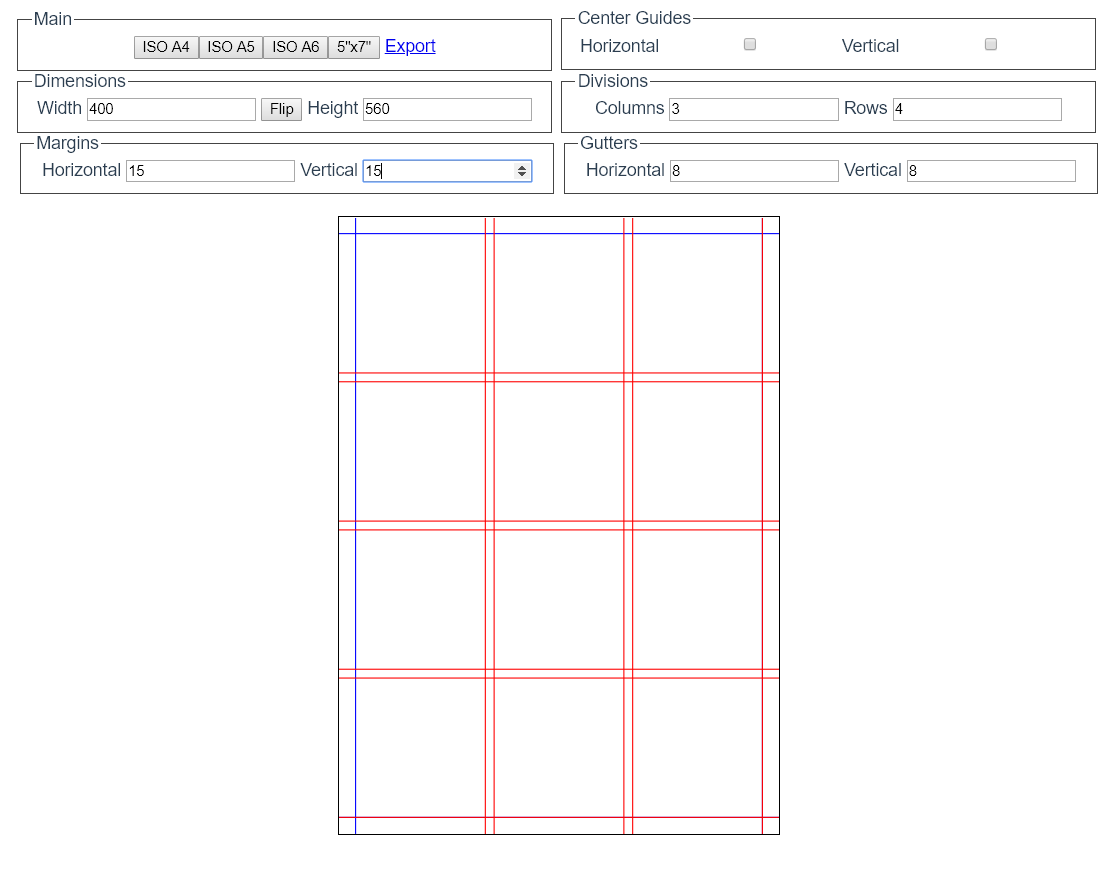 Main
Center Guides
ISO A4 ISO A5 ISO A6 5"x7" Export
Horizontal Vertical
Dimensions
Divisions
Width 400 Flip Height 560
Columns 3 Rows 4
Margins
Gutters
Horizontal 15 Vertical 15
Horizontal 8 Vertical 8